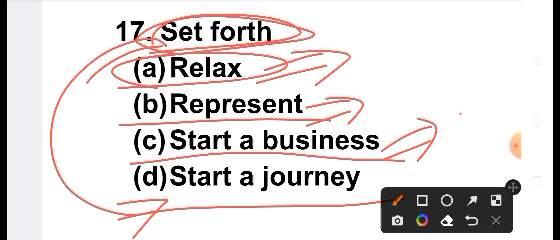 17. Set forth
(a) Relax
(b) Represent
(c) Start a business
(d) Start a journey